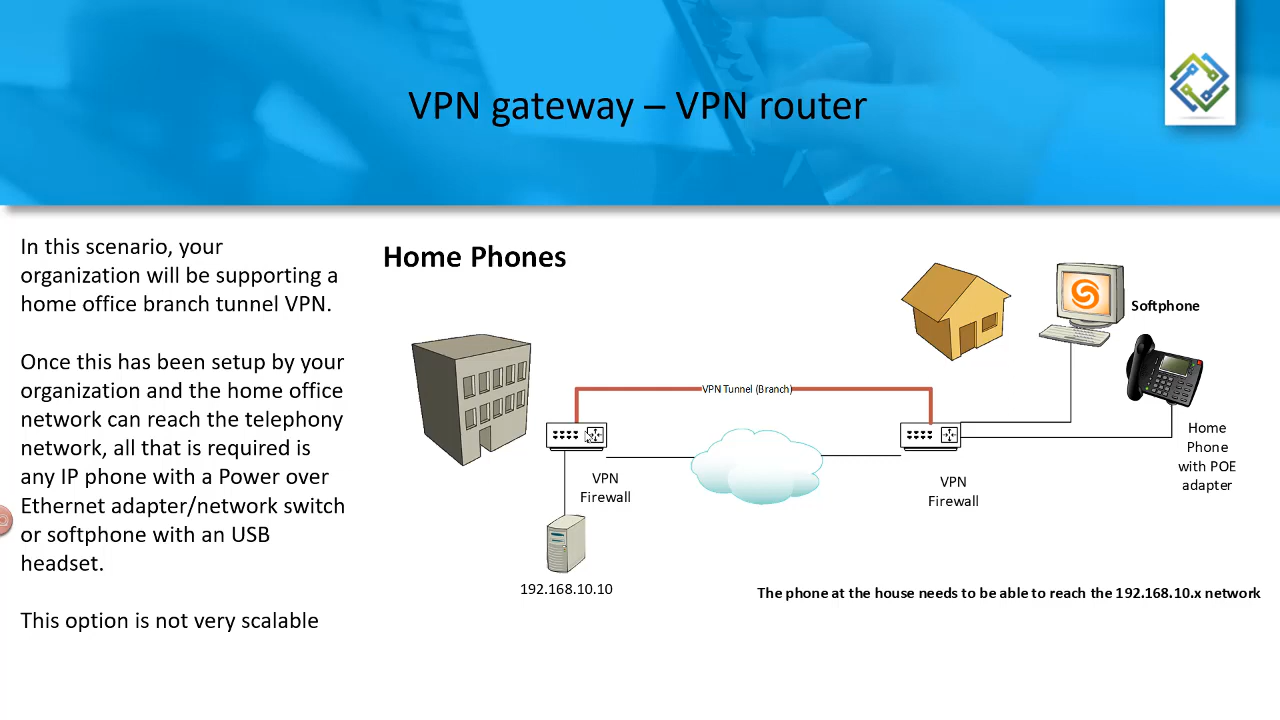 VPN gateway – VPN router
In this scenario, your
organization will be supporting a
home office branch tunnel VPN.
Once this has been setup by your
organization and the home office
network can reach the telephony
network, all that is required is
any IP phone with a Power over
Ethernet adapter/network switch
or softphone with an USB
headset.
This option is not very scalable
Home Phones
Softphone
VPN Tunnel (Branch)
Home
Phone
with POE
adapter
VPN
Firewall
VPN
Firewall
192.168.10.10
The phone at the house needs to be able to reach the 192.168.10.x network